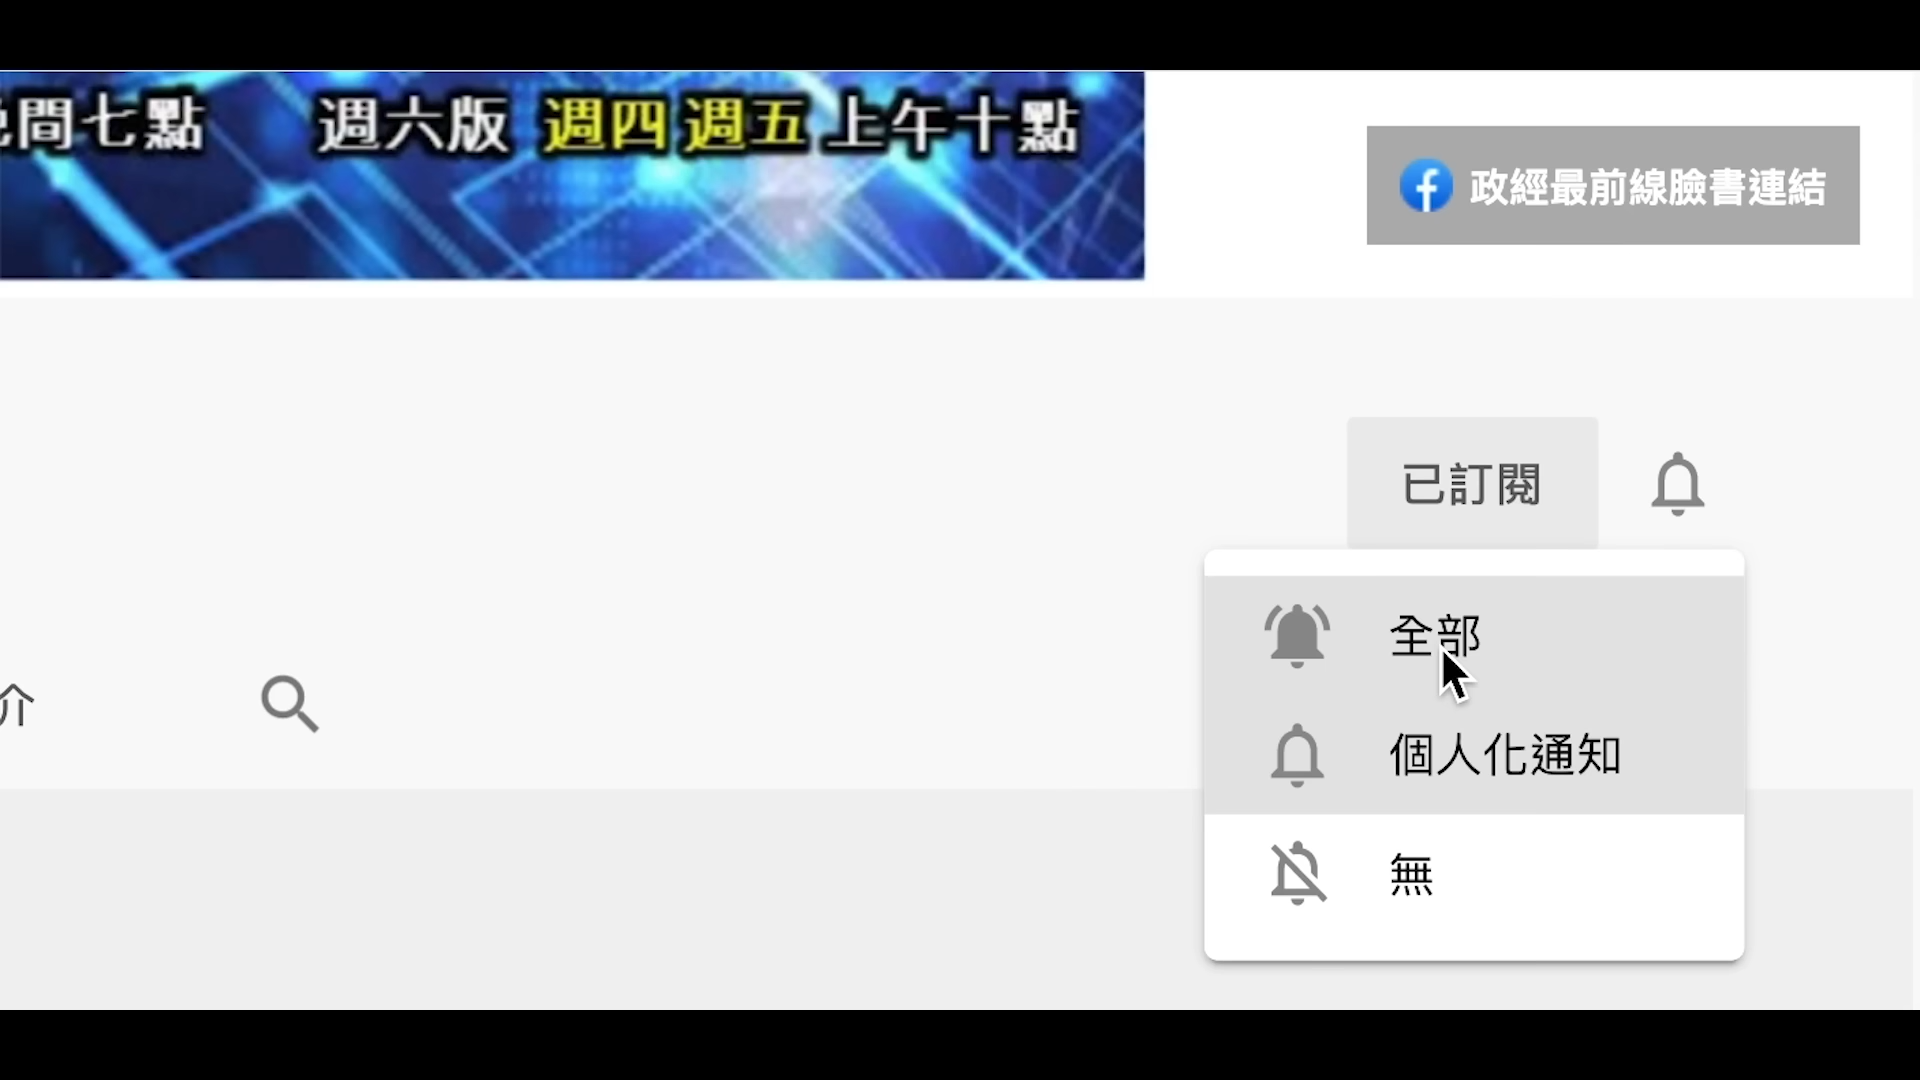 間七點 週六版 週四 週五 上午十點
政經最前線臉書連結
已訂閱
全部
個人化通知
介
無